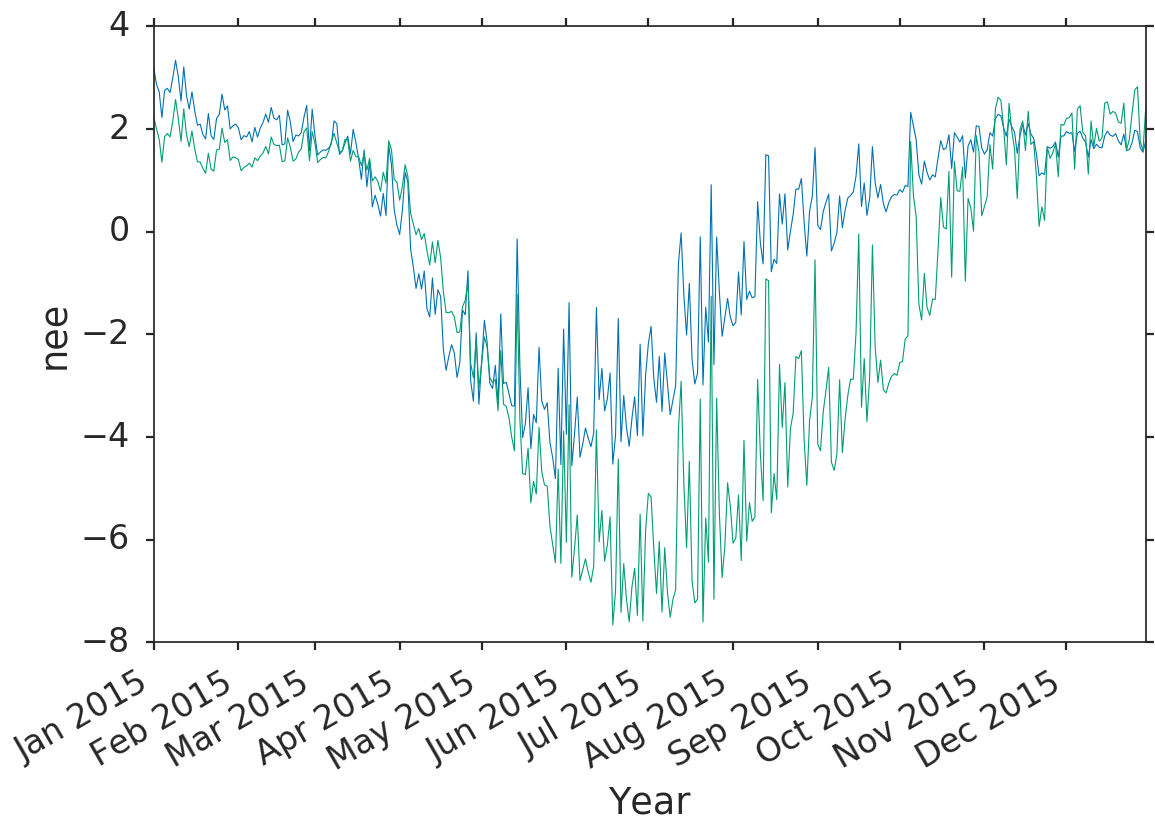 4
2
0
−2
−4
−6
−8
nee
Jan 2015
Feb 2015
Mar 2015
Apr 2015
May 2015
Jun 2015
Jul 2015
Aug 2015
Sep 2015
Oct 2015
Nov 2015
Dec 2015
Year